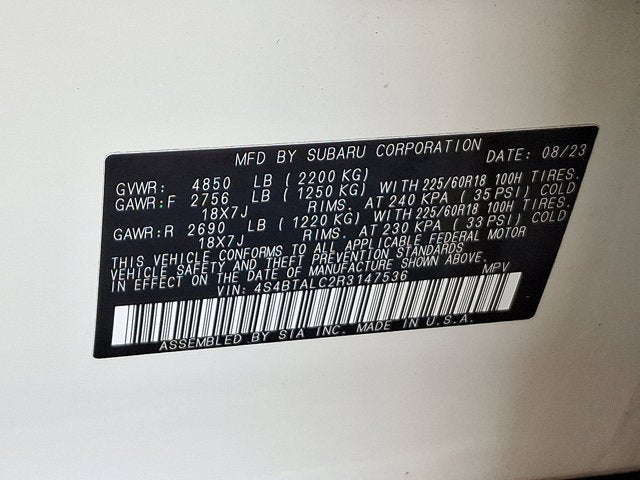 MFD BY SUBARU CORPORATION DATE: 08/23
GVWR: 4850 LB (2200 KG)
GAWR:F 2756 LB (1250 KG) WITH 225/60R18 100H TIRES.
18X7J RIMS. AT 240 KPA (35 PSI) COLD
GAWR:R 2690 LB (1220 KG) WITH 225/60R18 100H TIRES.
18X7J RIMS. AT 230 KPA (33 PSI) COLD
THIS VEHICLE CONFORMS TO ALL APPLICABLE FEDERAL MOTOR
VEHICLE SAFETY AND THEFT PREVENTION STANDARDS
IN EFFECT ON THE DATE OF MANUFACTURE SHOWN ABOVE.
VIN: 4S4BTALC2R3147536 MPV
ASSEMBLED BY SIA INC. MADE IN U.S.A.